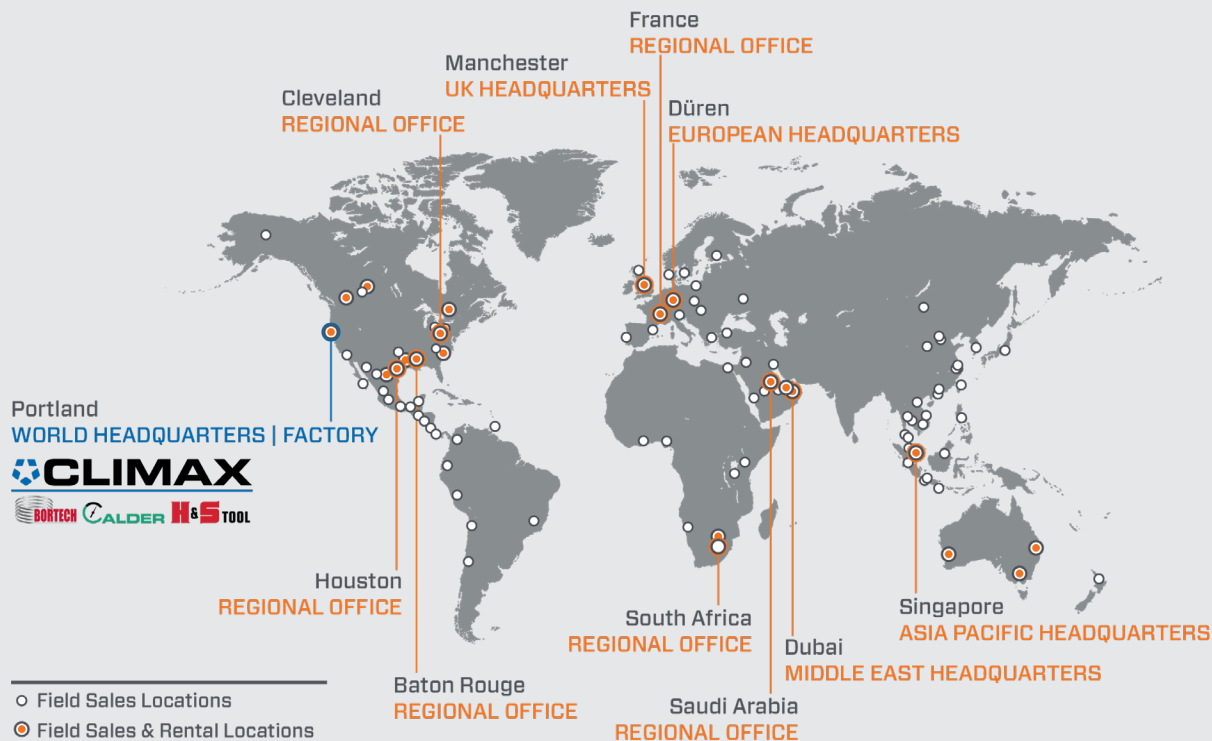 France
REGIONAL OFFICE
Manchester
UK HEADQUARTERS
Cleveland
REGIONAL OFFICE
Düren
EUROPEAN HEADQUARTERS
Portland
WORLD HEADQUARTERS | FACTORY
CLIMAX
BORTECH CALDER H&S TOOL
Houston
REGIONAL OFFICE
South Africa
REGIONAL OFFICE
Singapore
ASIA PACIFIC HEADQUARTERS
Dubai
MIDDLE EAST HEADQUARTERS
Baton Rouge
REGIONAL OFFICE
Saudi Arabia
REGIONAL OFFICE
Field Sales Locations
Field Sales & Rental Locations